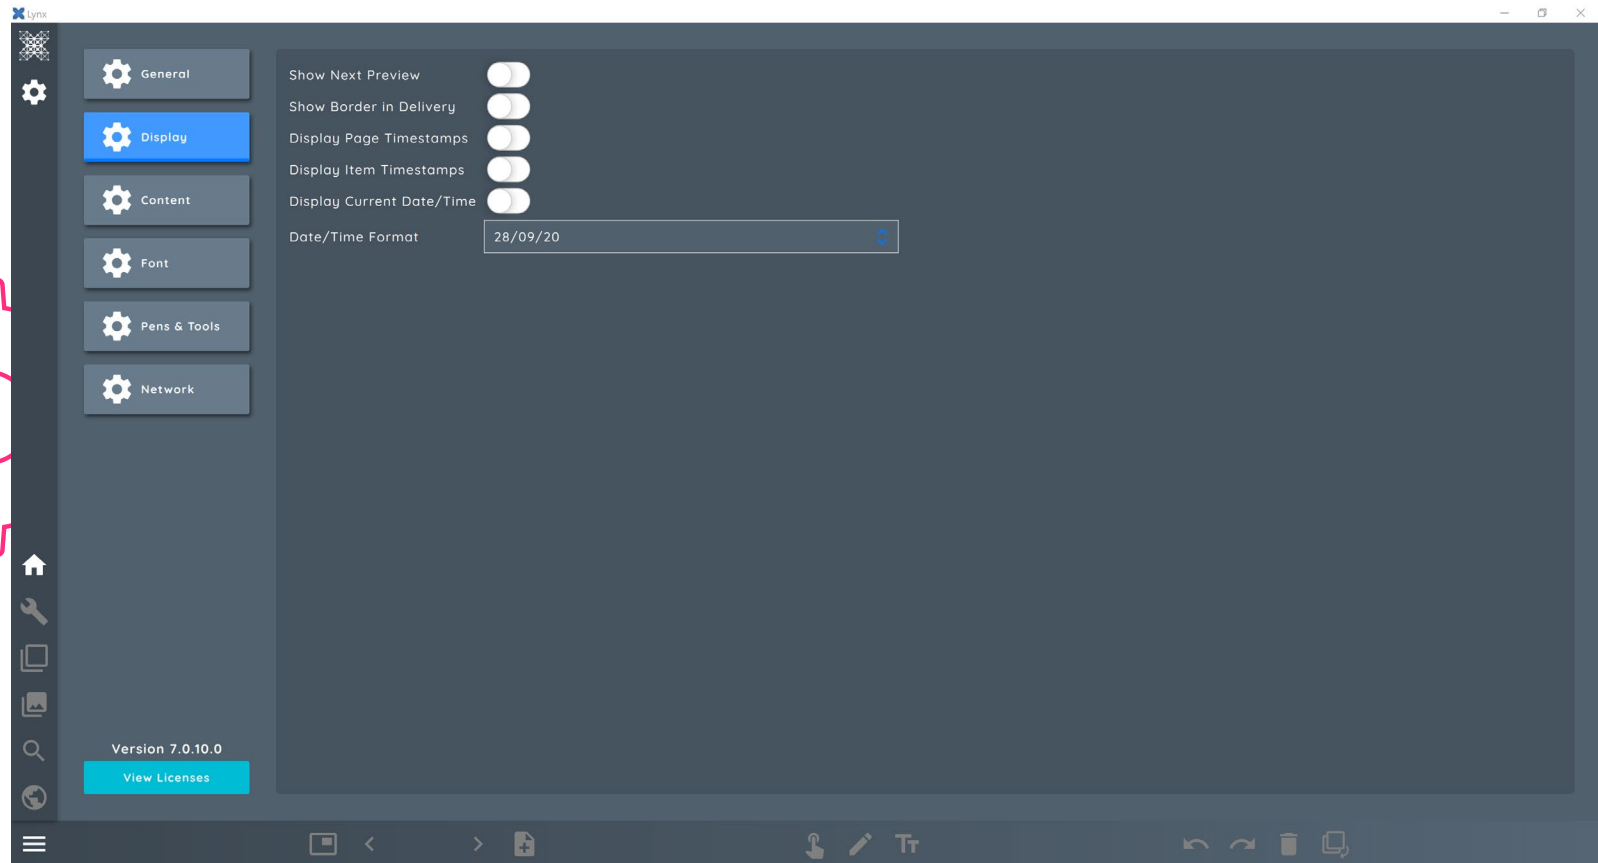 Lynx
General
Display
Content
Font
Pens & Tools
Network
Version 7.0.10.0
View Licenses
Show Next Preview
Show Border in Delivery
Display Page Timestamps
Display Item Timestamps
Display Current Date/Time
Date/Time Format 28/09/20
TT